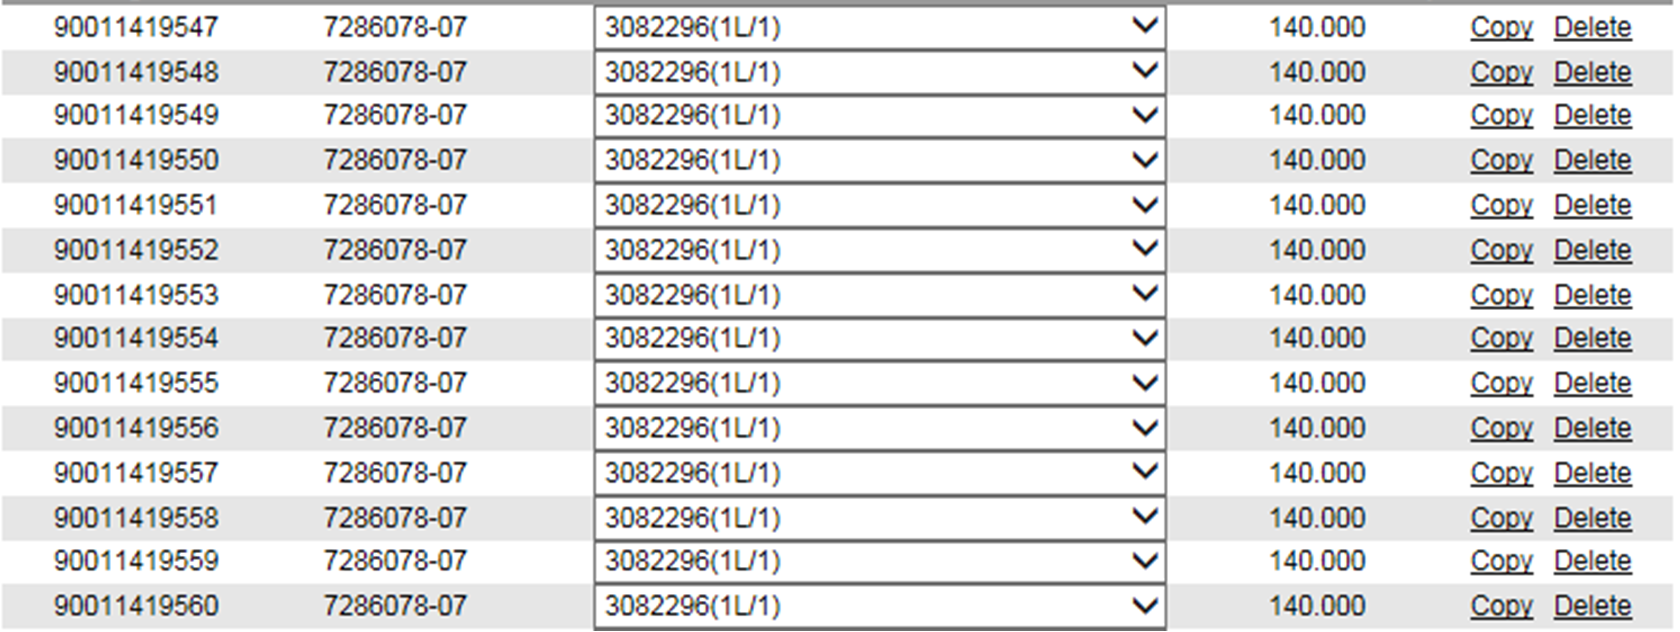 90011419547 7286078-07 3082296(1L/1) 140.000 Copy Delete
90011419548 7286078-07 3082296(1L/1) 140.000 Copy Delete
90011419549 7286078-07 3082296(1L/1) 140.000 Copy Delete
90011419550 7286078-07 3082296(1L/1) 140.000 Copy Delete
90011419551 7286078-07 3082296(1L/1) 140.000 Copy Delete
90011419552 7286078-07 3082296(1L/1) 140.000 Copy Delete
90011419553 7286078-07 3082296(1L/1) 140.000 Copy Delete
90011419554 7286078-07 3082296(1L/1) 140.000 Copy Delete
90011419555 7286078-07 3082296(1L/1) 140.000 Copy Delete
90011419556 7286078-07 3082296(1L/1) 140.000 Copy Delete
90011419557 7286078-07 3082296(1L/1) 140.000 Copy Delete
90011419558 7286078-07 3082296(1L/1) 140.000 Copy Delete
90011419559 7286078-07 3082296(1L/1) 140.000 Copy Delete
90011419560 7286078-07 3082296(1L/1) 140.000 Copy Delete